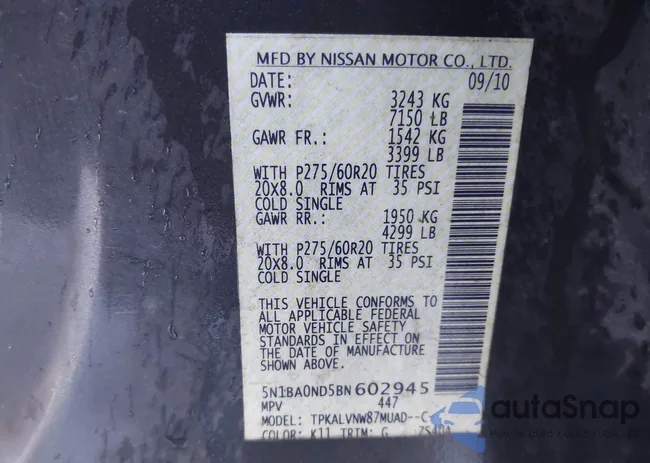 MFD BY NISSAN MOTOR CO., LTD.
DATE: 09/10
GVWR: 3243 KG
7150 LB
GAWR FR.: 1542 KG
3399 LB
WITH P275/60R20 TIRES
20X8.0 RIMS AT 35 PSI
COLD SINGLE
GAWR RR.: 1950 KG
4299 LB
WITH P275/60R20 TIRES
20X8.0 RIMS AT 35 PSI
COLD SINGLE
THIS VEHICLE CONFORMS TO
ALL APPLICABLE FEDERAL
MOTOR VEHICLE SAFETY
STANDARDS IN EFFECT ON
THE DATE OF MANUFACTURE
SHOWN ABOVE.
5N1BA0ND5BN602945
MPV 447
MODEL: TPKALVNW87MUAD--C
COLOR: K11 TRIM: G
autoSnap